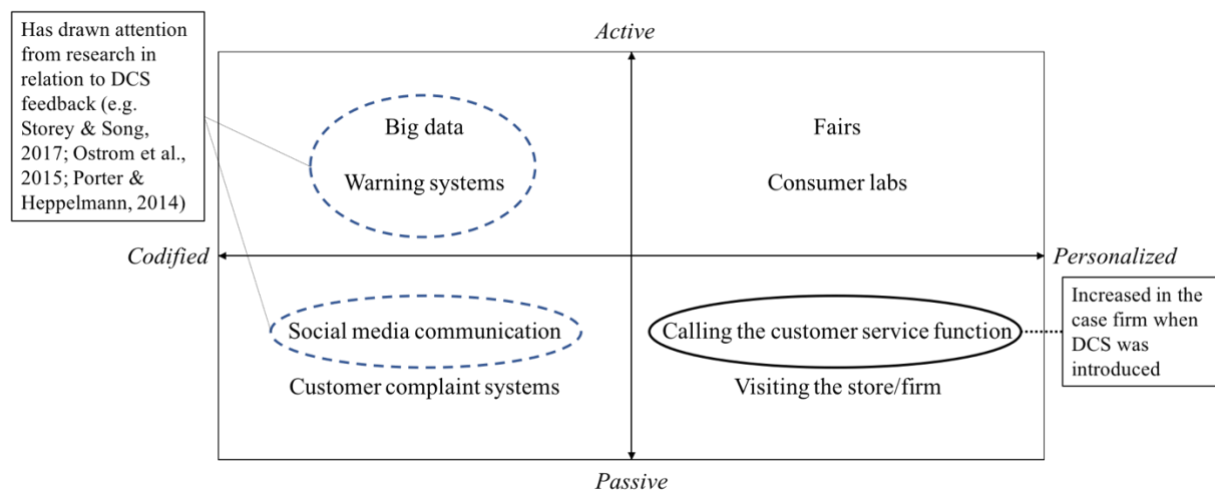 Has drawn attention
from research in
relation to DCS
feedback (e.g.
Storey & Song,
2017; Ostrom et al.,
2015; Porter &
Heppelmann, 2014)
Active
Big data
Warning systems
Fairs
Consumer labs
Codified
Personalized
Social media communication
Customer complaint systems
Calling the customer service function
Visiting the store/firm
Increased in the
case firm when
DCS was
introduced
Passive